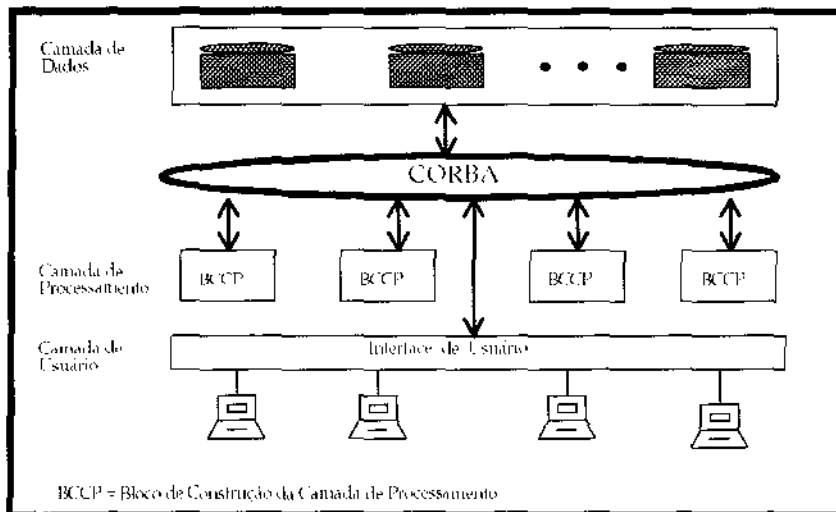 Camada de
Dados
CORBA
Camada de
Processamento
BCCP
BCCP
BCCP
BCCP
Camada de
Usuário
Interface de Usuário
BCCP = Bloco de Construção da Camada de Processamento